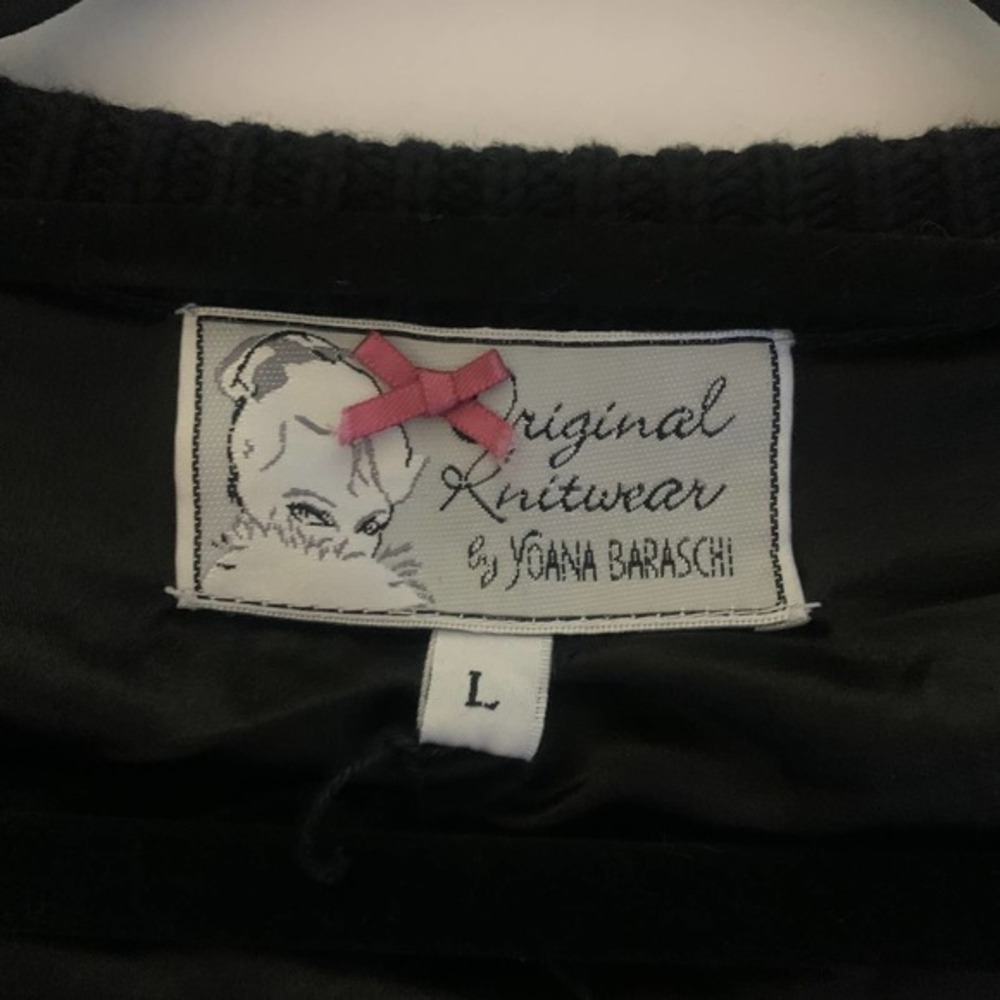 Original
Knitwear
by YOANA BARASCHI
L